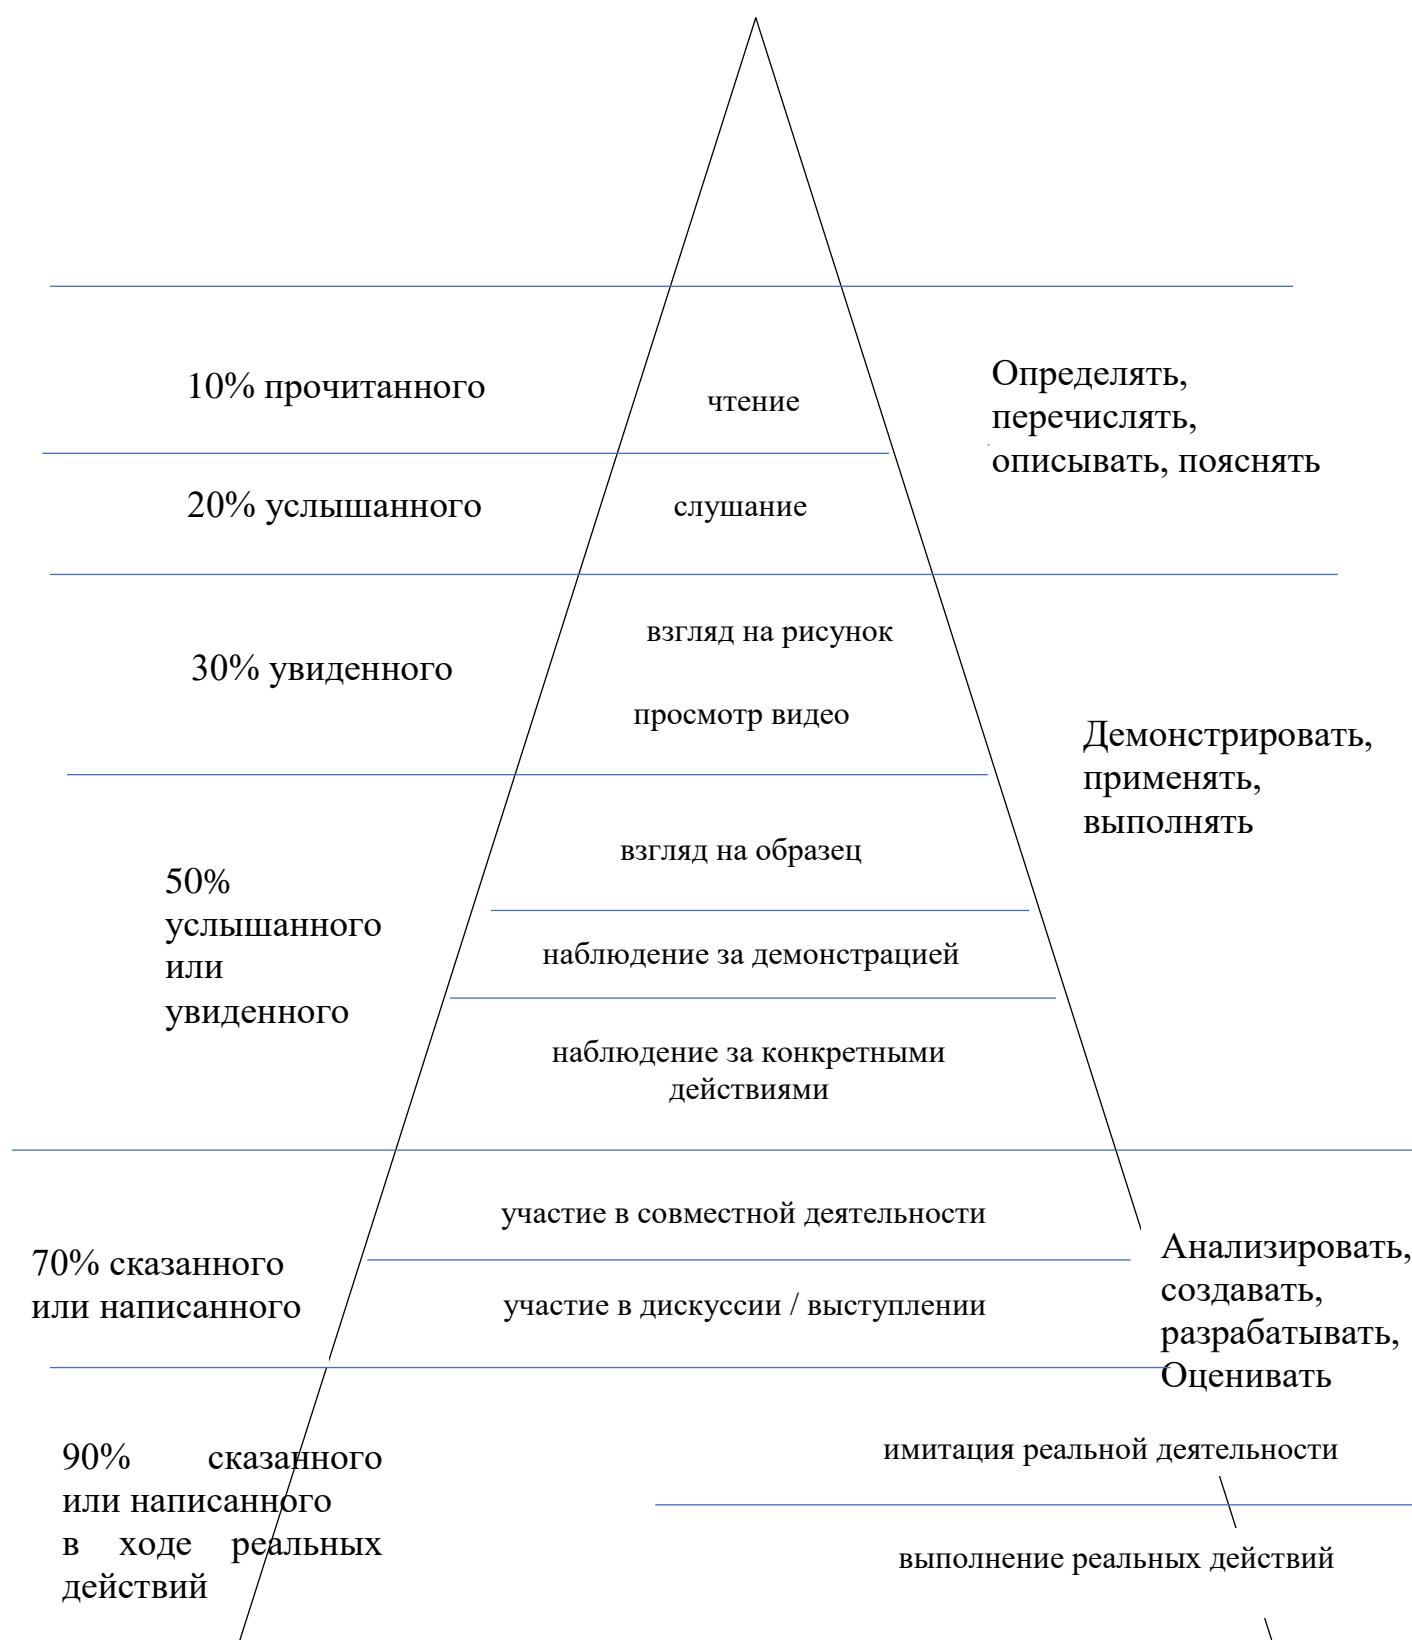 10% прочитанного
чтение
Определять,
перечислять,
описывать, пояснять
20% услышанного
слушание
30% увиденного
взгляд на рисунок
просмотр видео
Демонстрировать,
применять,
выполнять
50%
услышанного
или
увиденного
взгляд на образец
наблюдение за демонстрацией
наблюдение за конкретными
действиями
70% сказанного
или написанного
участие в совместной деятельности
участие в дискуссии / выступлении
Анализировать,
создавать,
разрабатывать,
Оценивать
90% сказанного
или написанного
в ходе реальных
действий
имитация реальной деятельности
выполнение реальных действий